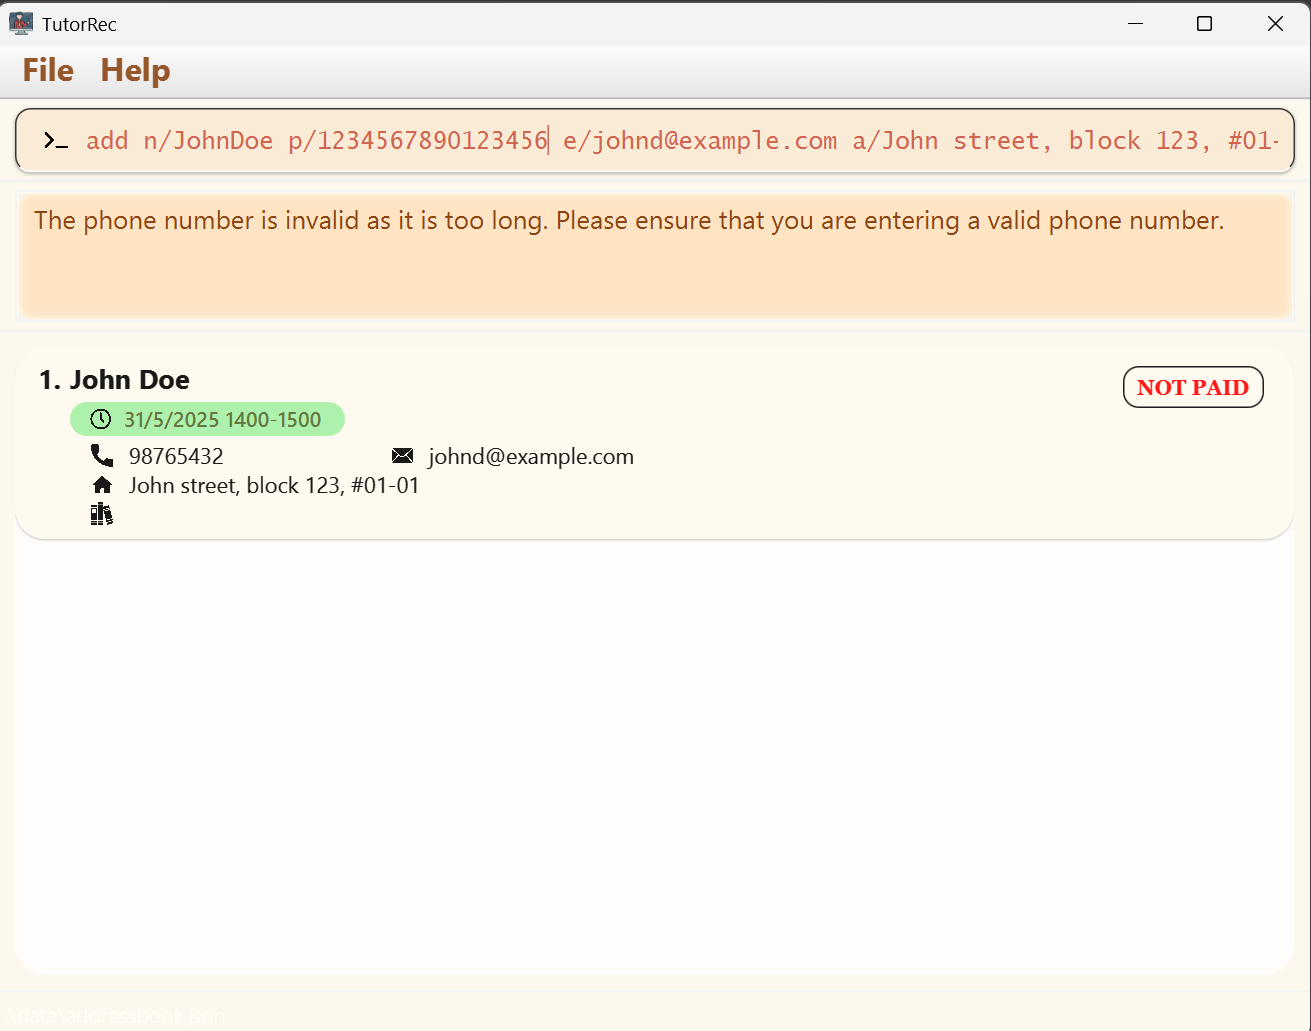 TutorRec
File Help
>_ add n/JohnDoe p/1234567890123456 e/johnd@example.com a/John street, block 123, #01-
The phone number is invalid as it is too long. Please ensure that you are entering a valid phone number.
1. John Doe
NOT PAID
31/5/2025 1400-1500
98765432 johnd@example.com
John street, block 123, #01-01
.\data\addressbook.json